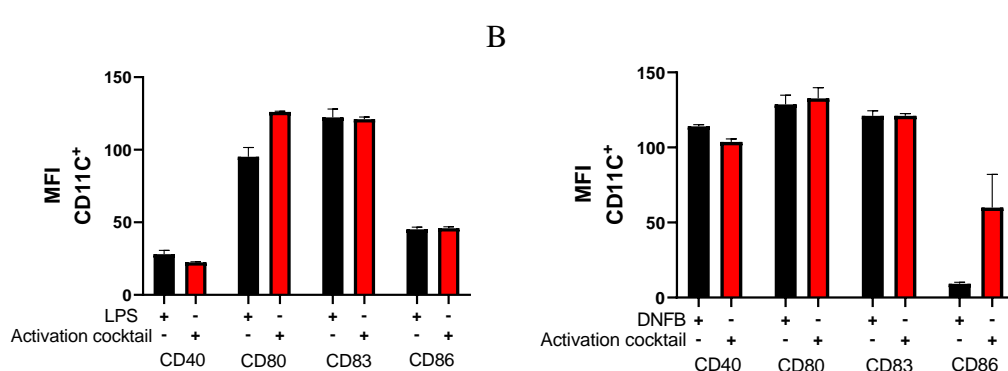 B
150
100
50
0
MFI
CD11C+
LPS + - + - + - + -
Activation cocktail - + - + - + - +
CD40 CD80 CD83 CD86
150
100
50
0
MFI
CD11C+
DNFB + - + - + - + -
Activation cocktail - + - + - + - +
CD40 CD80 CD83 CD86